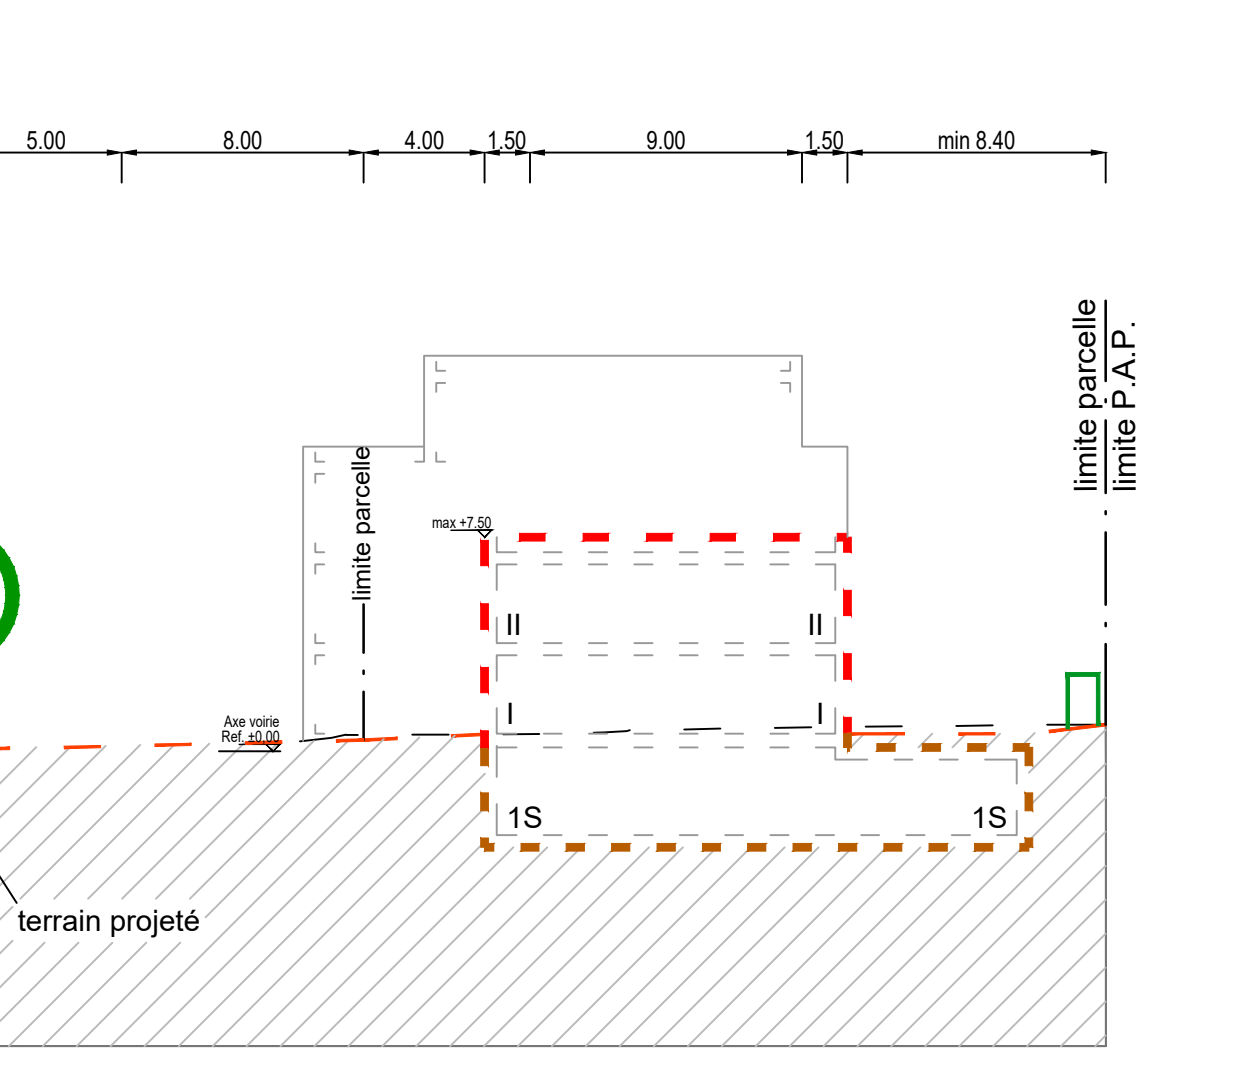 5.00
8.00
4.00
1.50
9.00
1.50
min 8.40
limite parcelle
limite P.A.P.
limite parcelle
max +7.50
II
II
I
I
Axe voirie
Réf. ±0.00
1S
1S
terrain projeté